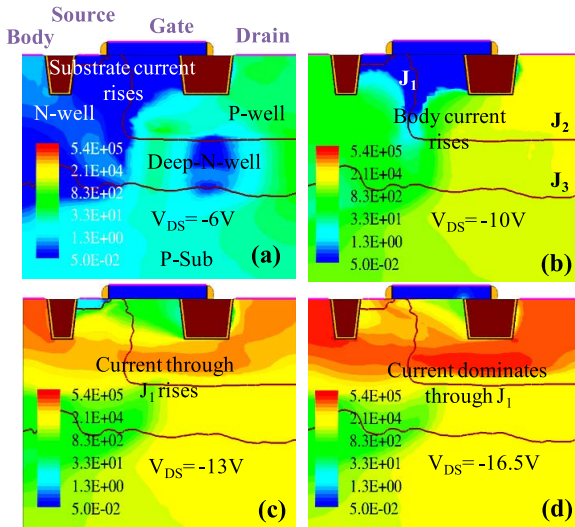 Body Source Gate Drain
Substrate current
rises
N-well
P-well
5.4E+05
2.1E+04
8.3E+02
3.3E+01
1.3E+00
5.0E-02
Deep-N-well
V_DS= -6V
P-Sub
(a)
J₁
J₂
Body current
rises
J₃
5.4E+05
2.1E+04
8.3E+02
3.3E+01
1.3E+00
5.0E-02
V_DS= -10V
(b)
Current through
J₁ rises
5.4E+05
2.1E+04
8.3E+02
3.3E+01
1.3E+00
5.0E-02
V_DS= -13V
(c)
Current dominates
through J₁
5.4E+05
2.1E+04
8.3E+02
3.3E+01
1.3E+00
5.0E-02
V_DS= -16.5V
(d)